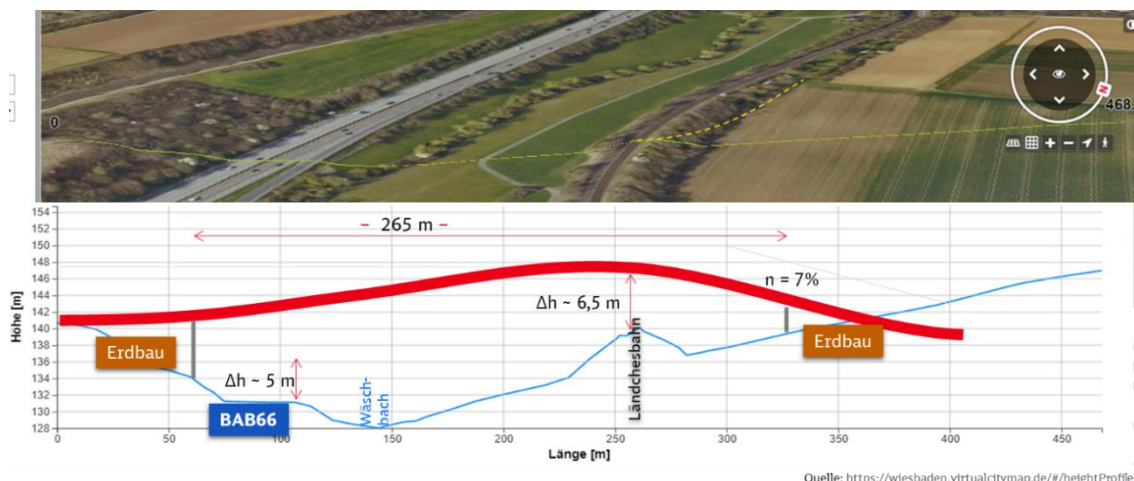 0
N
468.
154
152
150
148
146
144
142
140
138
136
134
132
130
128
Höhe [m]
- 265 m -
n = 7%
Δh ~ 6,5 m
Ländchesbahn
Erdbau
Erdbau
Δh ~ 5 m
Wäsch-
bach
BAB66
0
50
100
150
200
250
300
350
400
450
Länge [m]
Quelle: https://wiesbaden.virtualcitymap.de/#/heightProfile